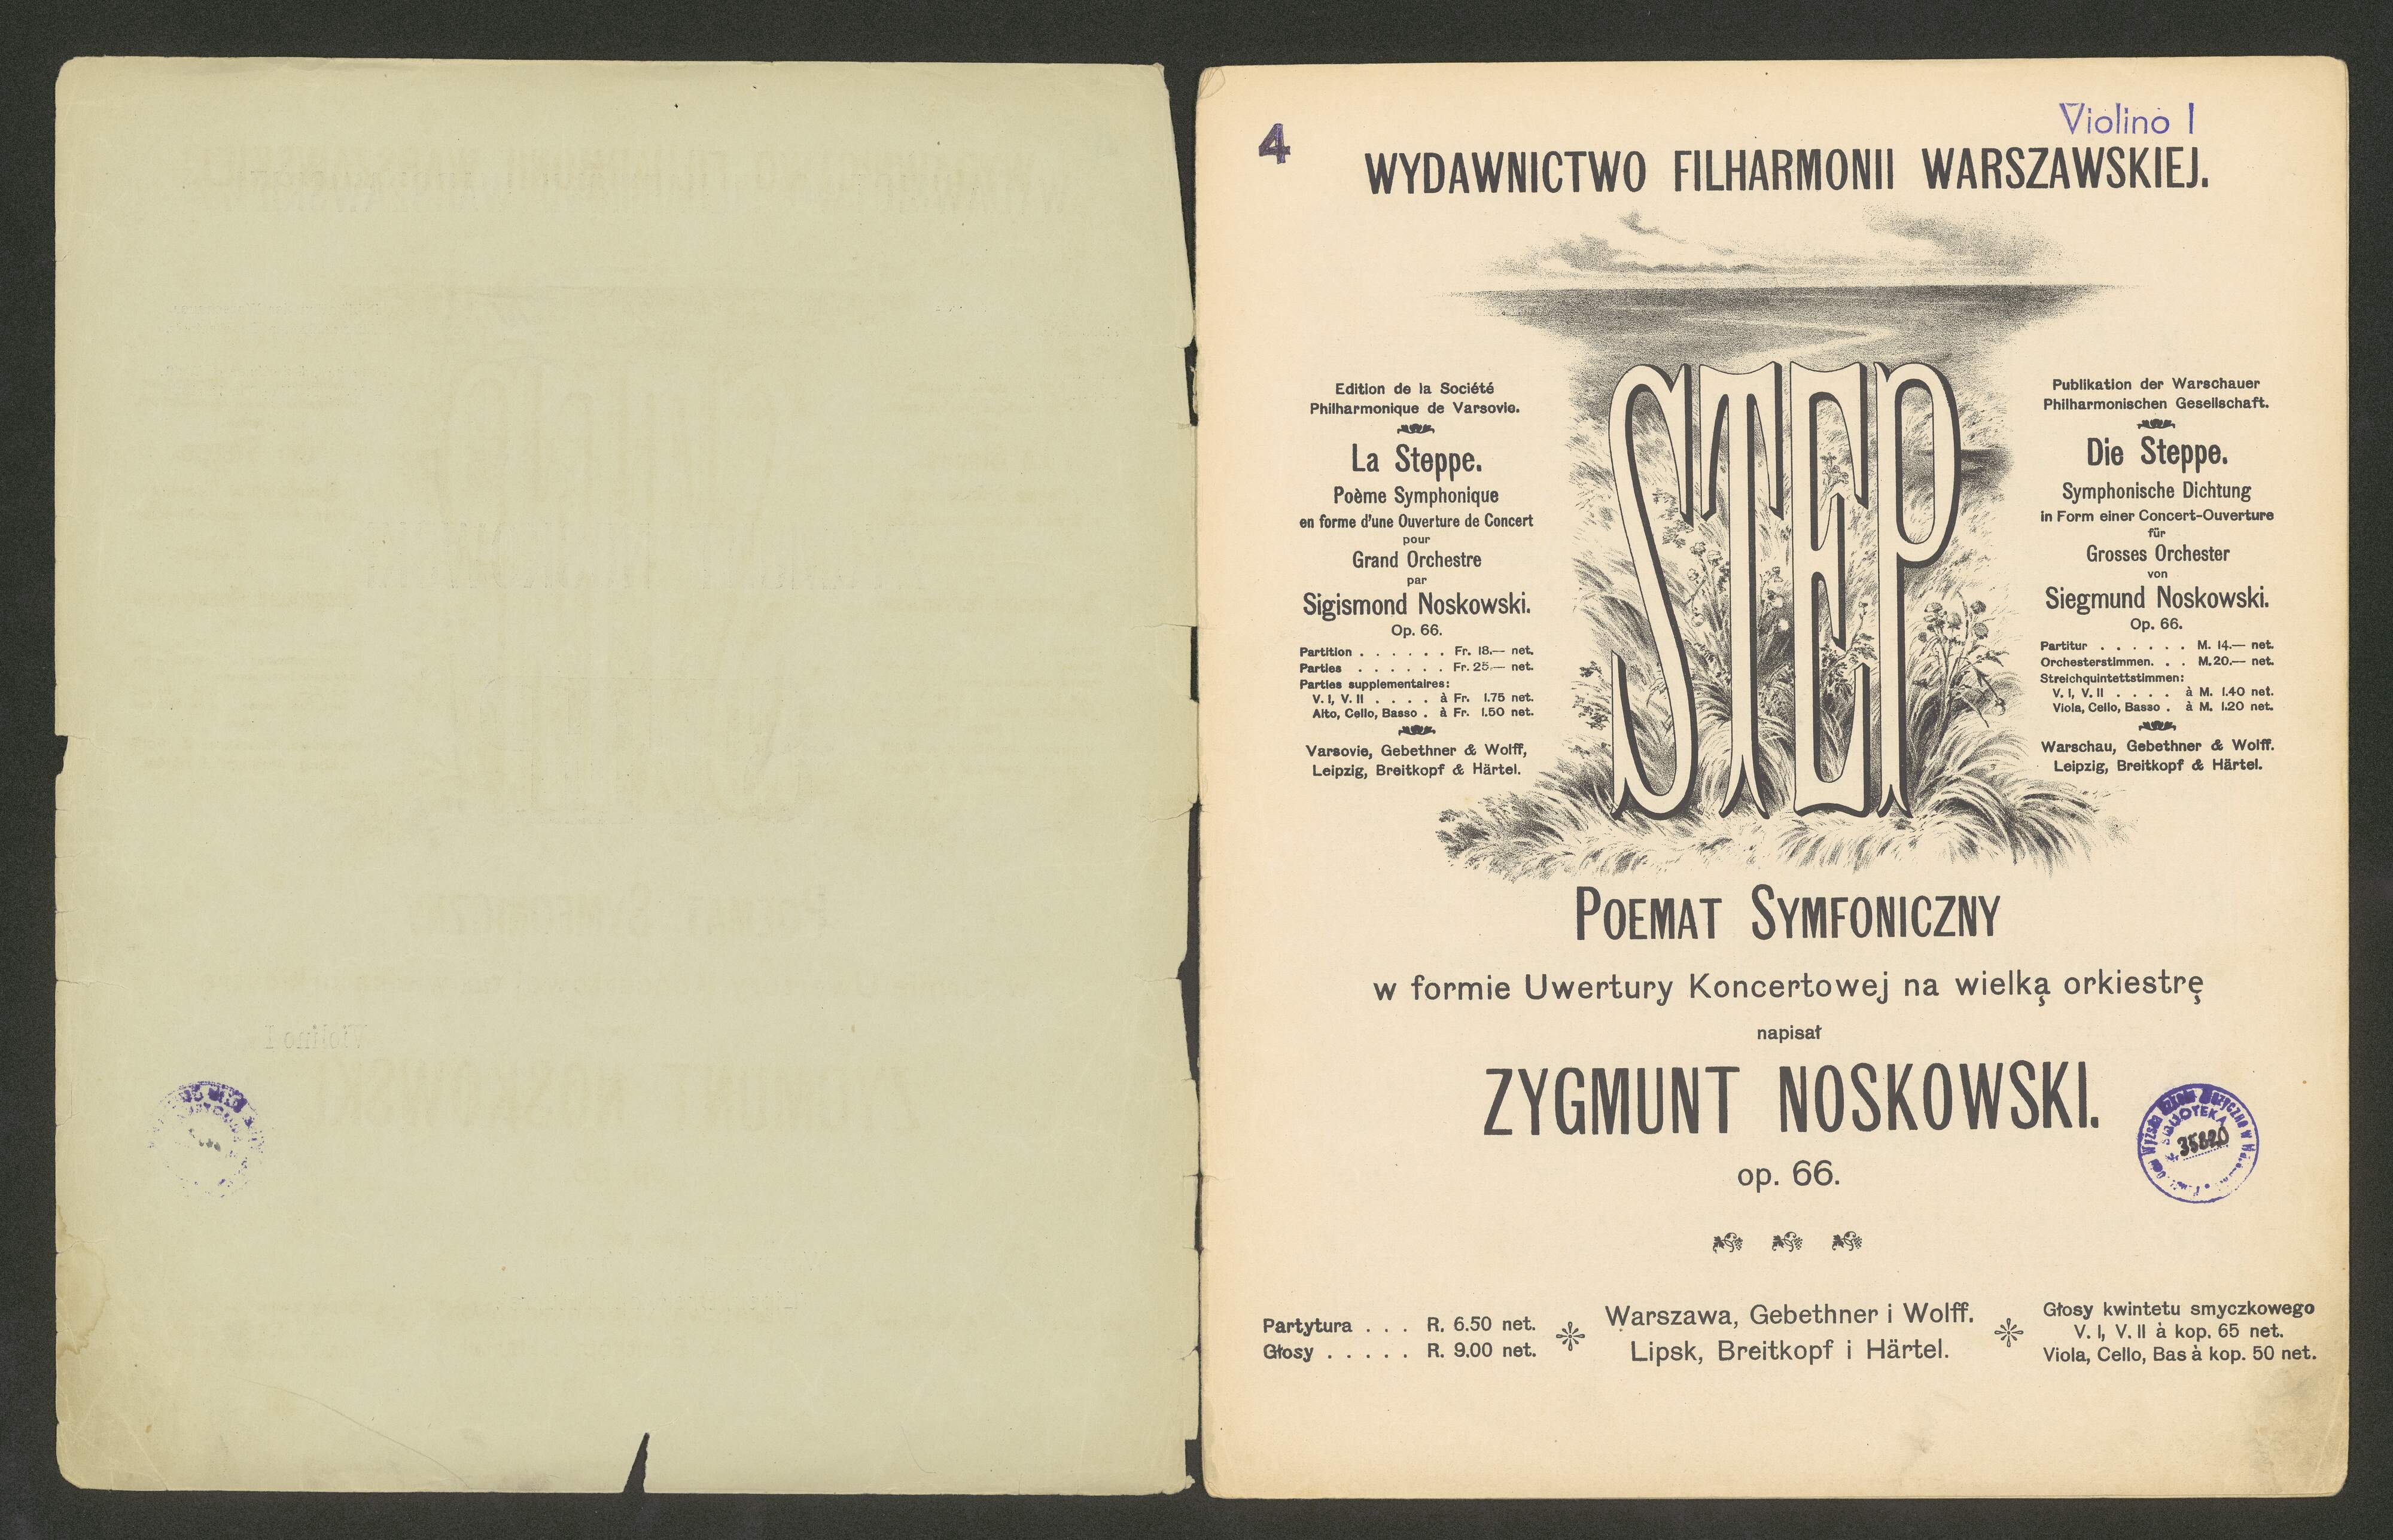 4
Violino I
WYDAWNICTWO FILHARMONII WARSZAWSKIEJ.
Edition de la Société
Philharmonique de Varsovie.
La Steppe.
Poème Symphonique
en forme d'une Ouverture de Concert
pour
Grand Orchestre
par
Sigismond Noskowski.
Op. 66.
Partition . . . . . . Fr. 18.— net.
Parties . . . . . . Fr. 25.— net.
Parties supplementaires:
V. I, V. II . . . . à Fr. 1.75 net.
Alto, Cello, Basso . à Fr. 1.50 net.
Varsovie, Gebethner & Wolff,
Leipzig, Breitkopf & Härtel.
STEP
Publikation der Warschauer
Philharmonischen Gesellschaft.
Die Steppe.
Symphonische Dichtung
in Form einer Concert-Ouverture
für
Grosses Orchester
von
Siegmund Noskowski.
Op. 66.
Partitur . . . . . . M. 14.— net.
Orchesterstimmen. . . M. 20.— net.
Streichquintettstimmen:
V. I, V. II . . . . à M. 1.40 net.
Viola, Cello, Basso . à M. 1.20 net.
Warschau, Gebethner & Wolff.
Leipzig, Breitkopf & Härtel.
POEMAT SYMFONICZNY
w formie Uwertury Koncertowej na wielką orkiestrę
napisał
ZYGMUNT NOSKOWSKI.
op. 66.
BIBLJOTEKA
35820
Partytura . . . R. 6.50 net.
Głosy . . . . . R. 9.00 net.
Warszawa, Gebethner i Wolff.
Lipsk, Breitkopf i Härtel.
Głosy kwintetu smyczkowego
V. I, V. II à kop. 65 net.
Viola, Cello, Bas à kop. 50 net.